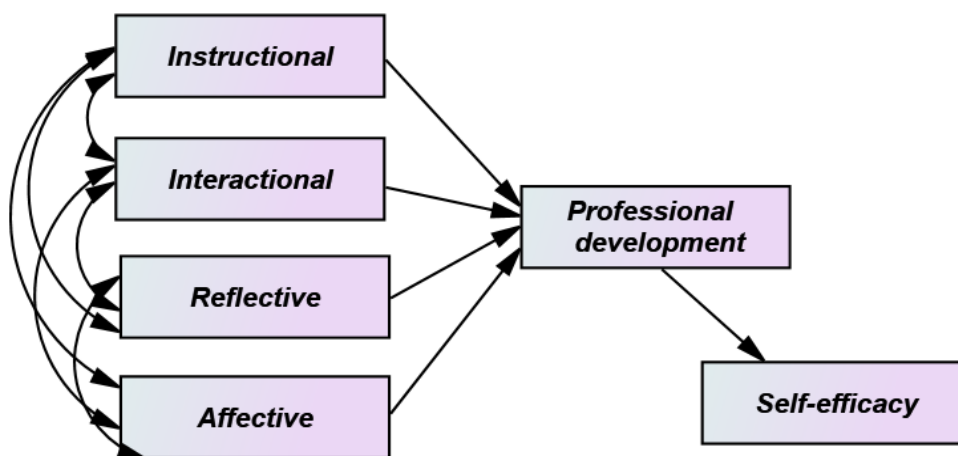 Instructional
Interactional
Professional
development
Reflective
Self-efficacy
Affective